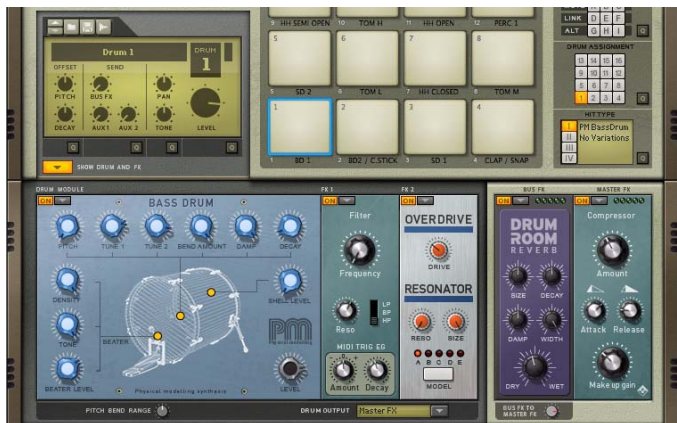 9 HH SEMI OPEN 10 TOM H 11 HH OPEN 12 PERC 1
LINK D E F
ALT G H I Q
DRUM ASSIGNMENT
13 14 15 16
9 10 11 12
5 6 7 8
1 2 3 4 Q
Drum 1
DRUM
1
OFFSET SEND
PITCH BUS FX PAN
DECAY AUX 1 AUX 2 TONE LEVEL
Q Q Q Q
SHOW DRUM AND FX
5 6 7 8
5 SD 2 6 TOM L 7 HH CLOSED 8 TOM M
1 2 3 4
1 BD 1 2 BD2 / C.STICK 3 SD 1 4 CLAP / SNAP
HIT TYPE
I PM BassDrum
II No Variations
III
IV Q
DRUM MODULE
ON
BASS DRUM
PITCH TUNE 1 TUNE 2 BEND AMOUNT DAMP DECAY
DENSITY SHELL LEVEL
TONE BEATER
PM
Physical modelling
BEATER LEVEL Physical modelling synthesis LEVEL
PITCH BEND RANGE
DRUM OUTPUT Master FX
FX 1
ON
Filter
Frequency
Reso
LP
BP
HP
MIDI TRIG EG
Amount Decay
FX 2
ON
OVERDRIVE
DRIVE
RESONATOR
RESO SIZE
A B C D E
MODEL
BUS FX
ON
DRUM
ROOM
REVERB
SIZE DECAY
DAMP WIDTH
DRY WET
BUS FX TO
MASTER FX
MASTER FX
ON
Compressor
Amount
Attack Release
Make up gain